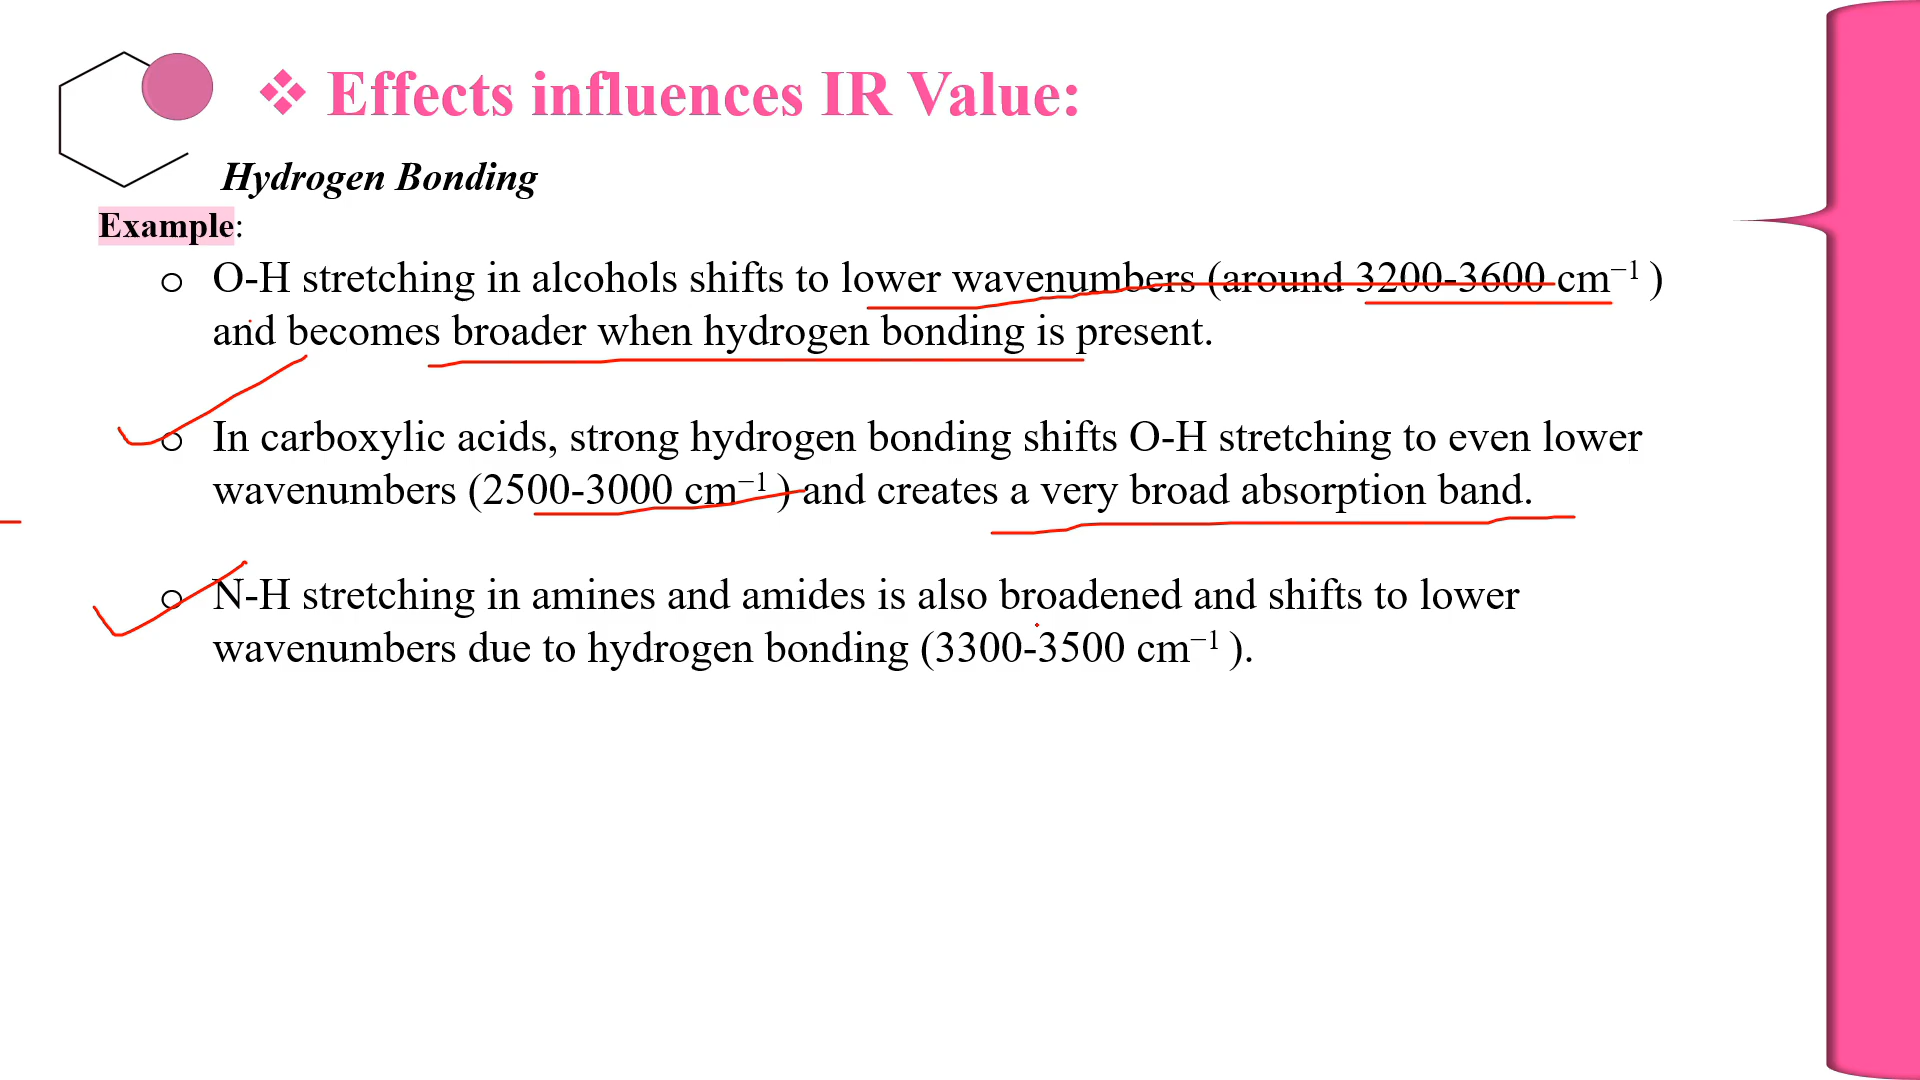 ❖ Effects influences IR Value:
Hydrogen Bonding
Example:
o O-H stretching in alcohols shifts to lower wavenumbers (around 3200-3600 cm⁻¹ )
and becomes broader when hydrogen bonding is present.
o In carboxylic acids, strong hydrogen bonding shifts O-H stretching to even lower
wavenumbers (2500-3000 cm⁻¹ ) and creates a very broad absorption band.
o N-H stretching in amines and amides is also broadened and shifts to lower
wavenumbers due to hydrogen bonding (3300-3500 cm⁻¹ ).